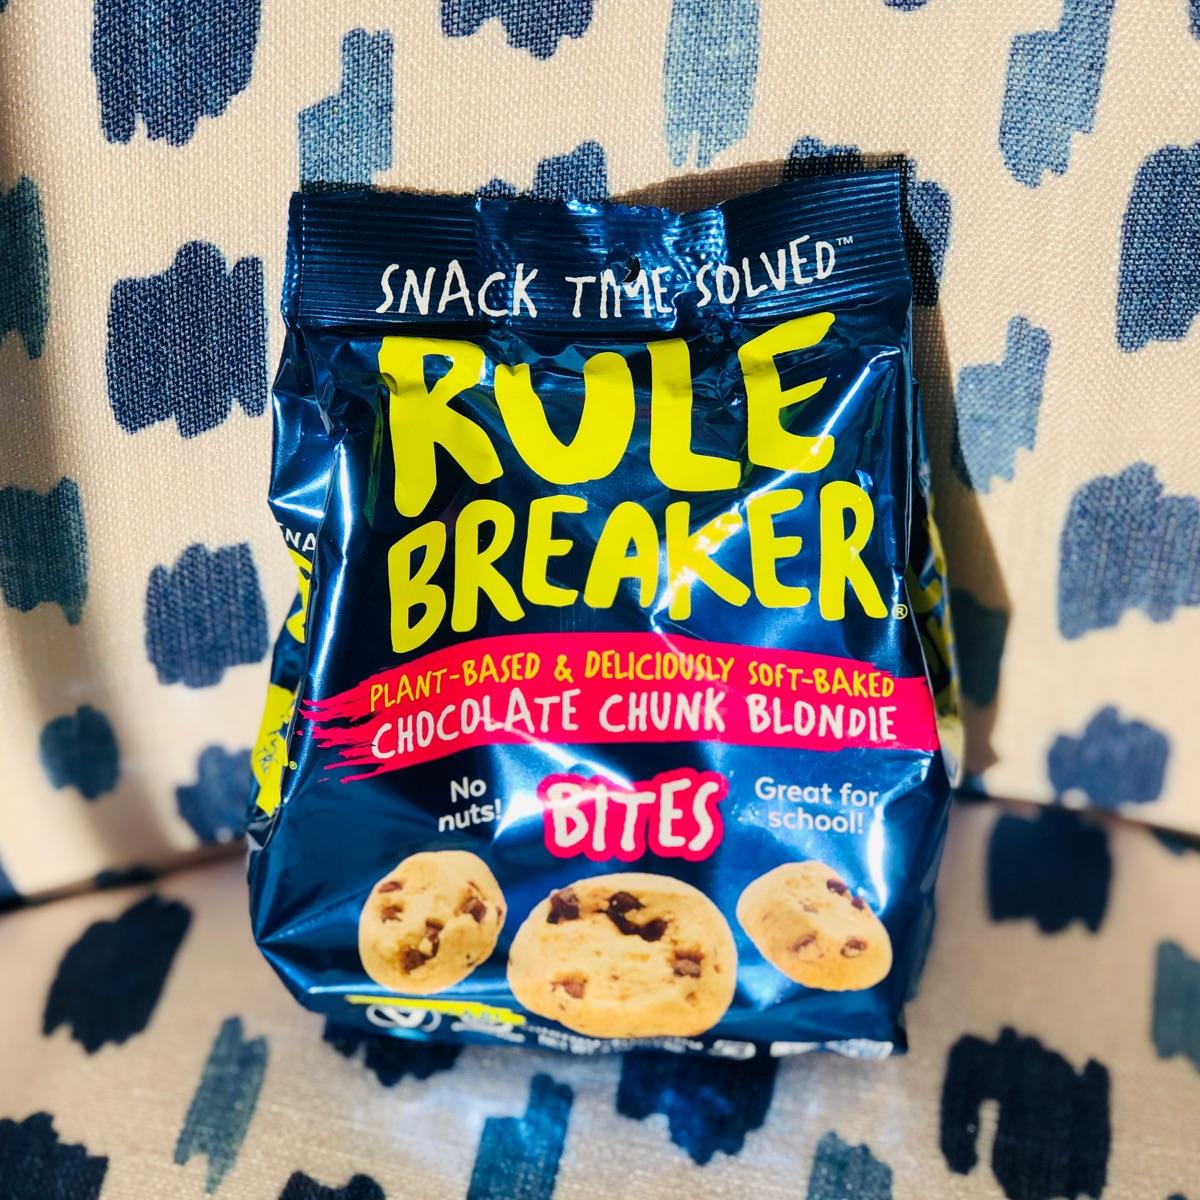 SNACK TIME SOLVED™
RULE
BREAKER®
PLANT-BASED & DELICIOUSLY SOFT-BAKED
CHOCOLATE CHUNK BLONDIE
No
nuts!
BITES
Great for
school!